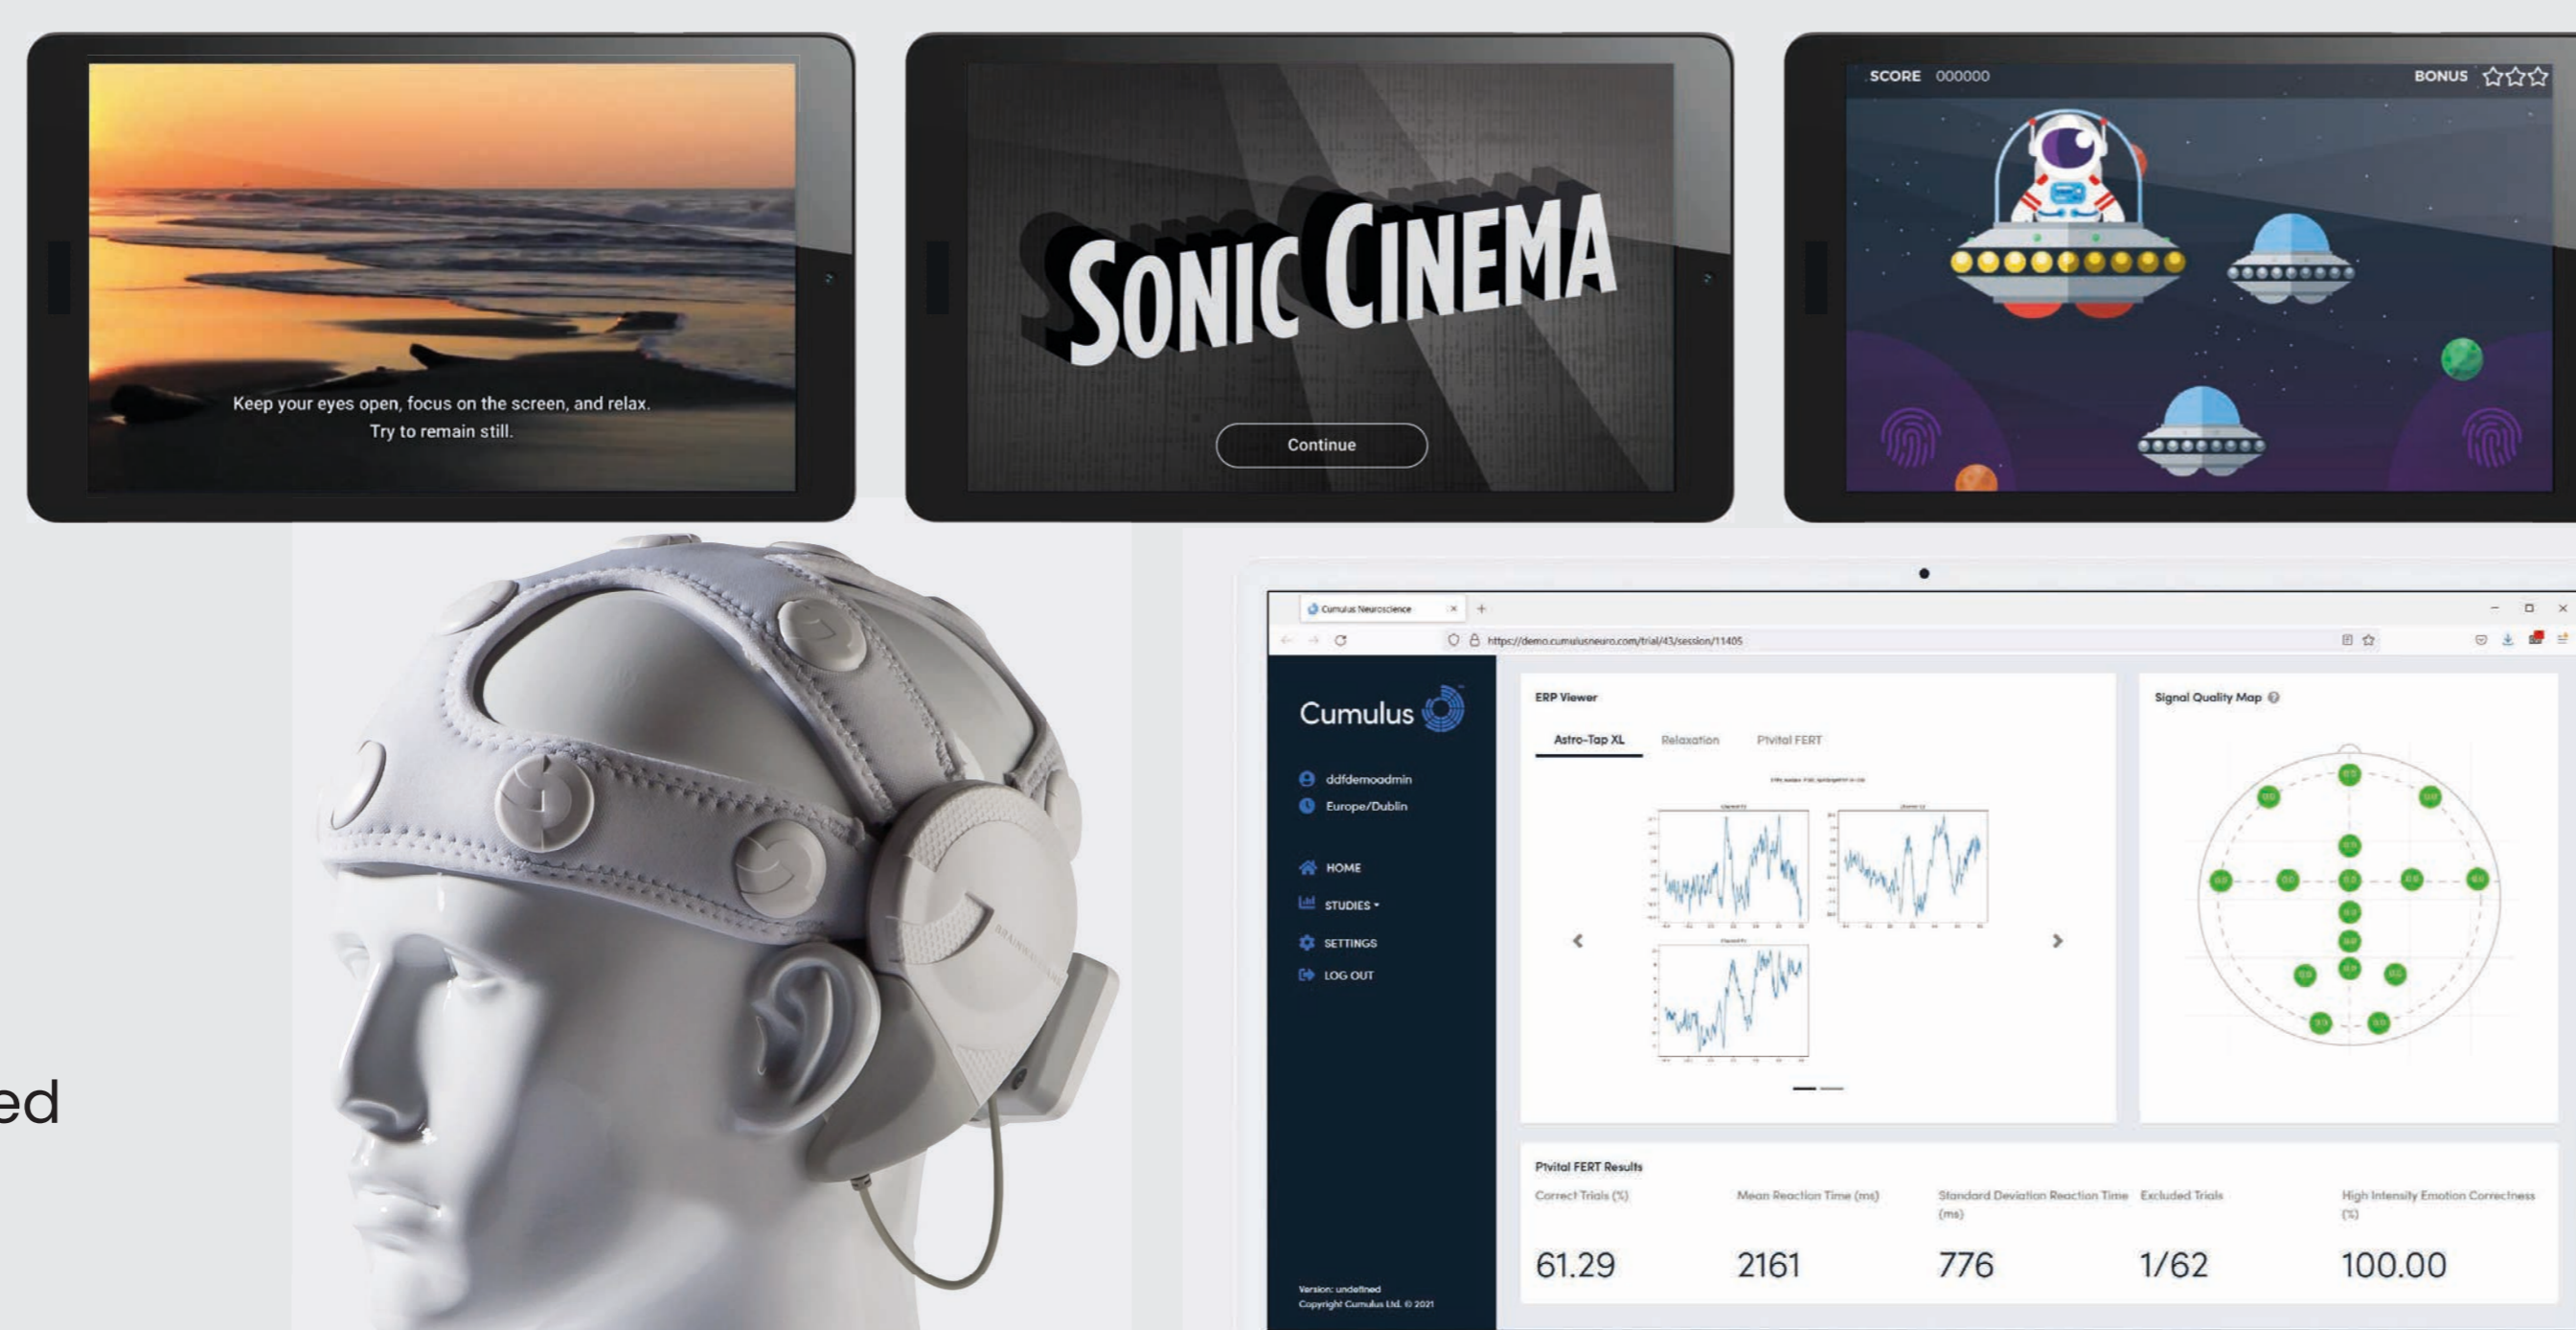 Keep your eyes open, focus on the screen, and relax.
Try to remain still.
SONIC CINEMA
Continue
SCORE 000000
BONUS
ed
Cumulus Neuroscience
https://demo.cumulusneuro.com/trial/43/session/11405
Cumulus
ddfdemoadmin
Europe/Dublin
HOME
STUDIES
SETTINGS
LOG OUT
Version: undefined
Copyright Cumulus Ltd. © 2021
ERP Viewer
Astro-Tap XL
Relaxation
P1vital FERT
Signal Quality Map
P1vital FERT Results
Correct Trials (%)
Mean Reaction Time (ms)
Standard Deviation Reaction Time
(ms)
Excluded Trials
High Intensity Emotion Correctness
(%)
61.29
2161
776
1/62
100.00